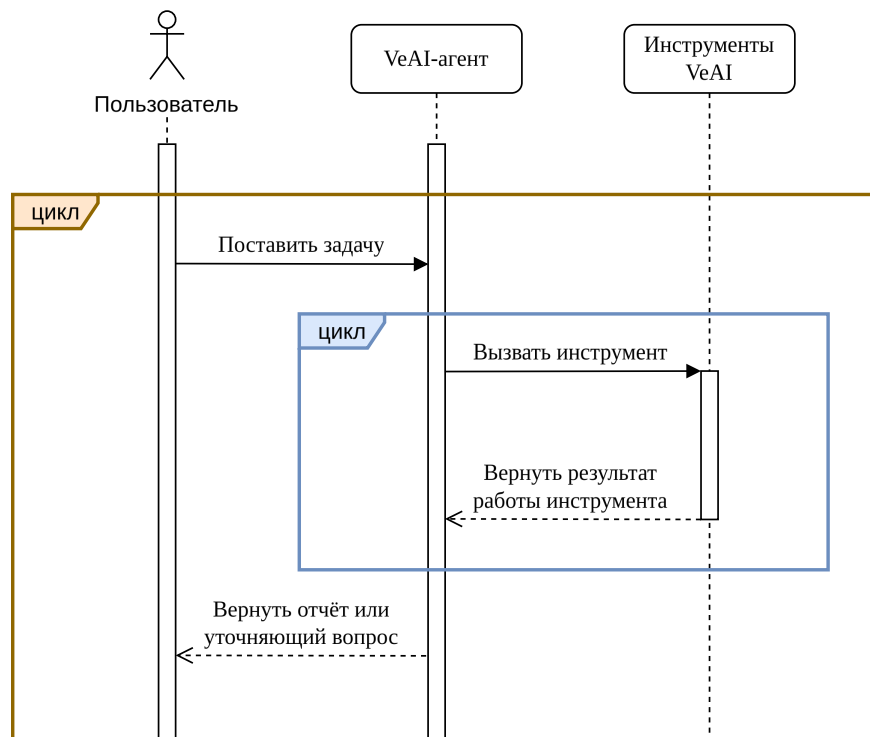 Пользователь
VeAI-агент
Инструменты
VeAI
цикл
Поставить задачу
цикл
Вызвать инструмент
Вернуть результат
работы инструмента
Вернуть отчёт или
уточняющий вопрос